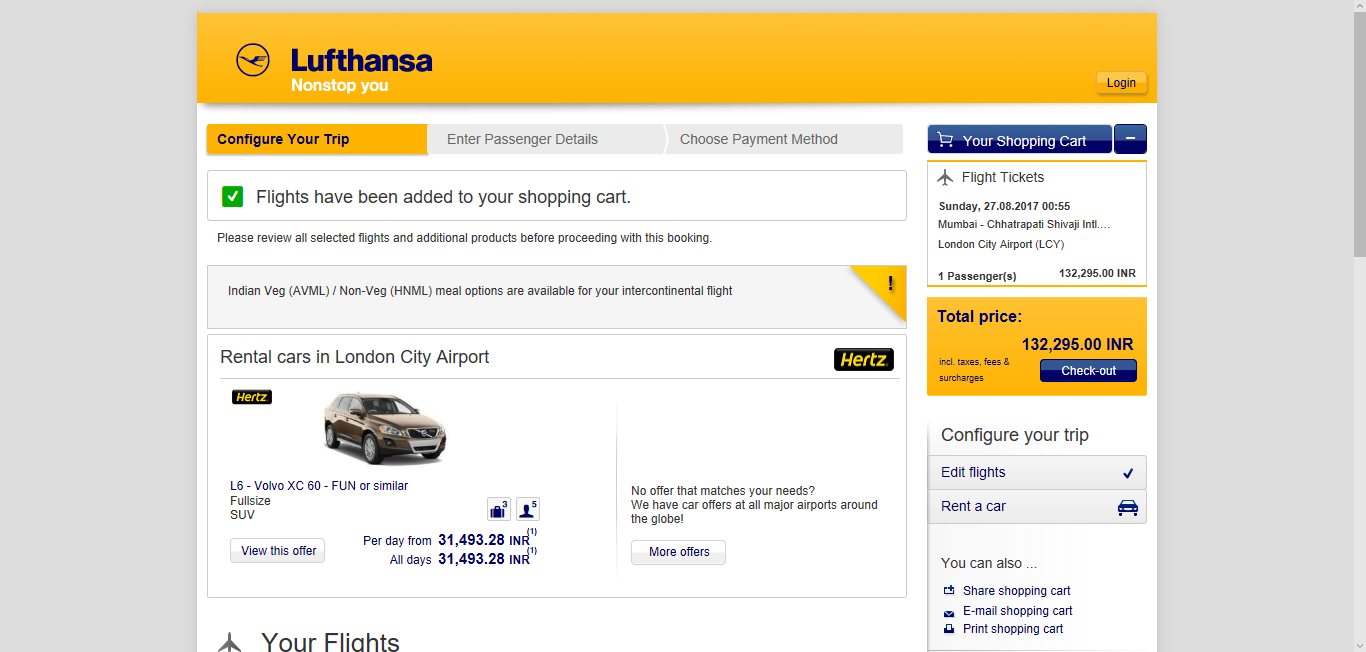 Lufthansa
Nonstop you
Login
Configure Your Trip
Enter Passenger Details
Choose Payment Method
Flights have been added to your shopping cart.
Please review all selected flights and additional products before proceeding with this booking.
Indian Veg (AVML) / Non-Veg (HNML) meal options are available for your intercontinental flight
!
Rental cars in London City Airport
Hertz
Hertz
L6 - Volvo XC 60 - FUN or similar
Fullsize
SUV
3
5
View this offer
Per day from 31,493.28 INR(1)
All days 31,493.28 INR(1)
No offer that matches your needs?
We have car offers at all major airports around
the globe!
More offers
Your Flights
Your Shopping Cart
Flight Tickets
Sunday, 27.08.2017 00:55
Mumbai - Chhatrapati Shivaji Intl....
London City Airport (LCY)
1 Passenger(s) 132,295.00 INR
Total price:
132,295.00 INR
incl. taxes, fees &
surcharges
Check-out
Configure your trip
Edit flights
Rent a car
You can also ...
Share shopping cart
E-mail shopping cart
Print shopping cart